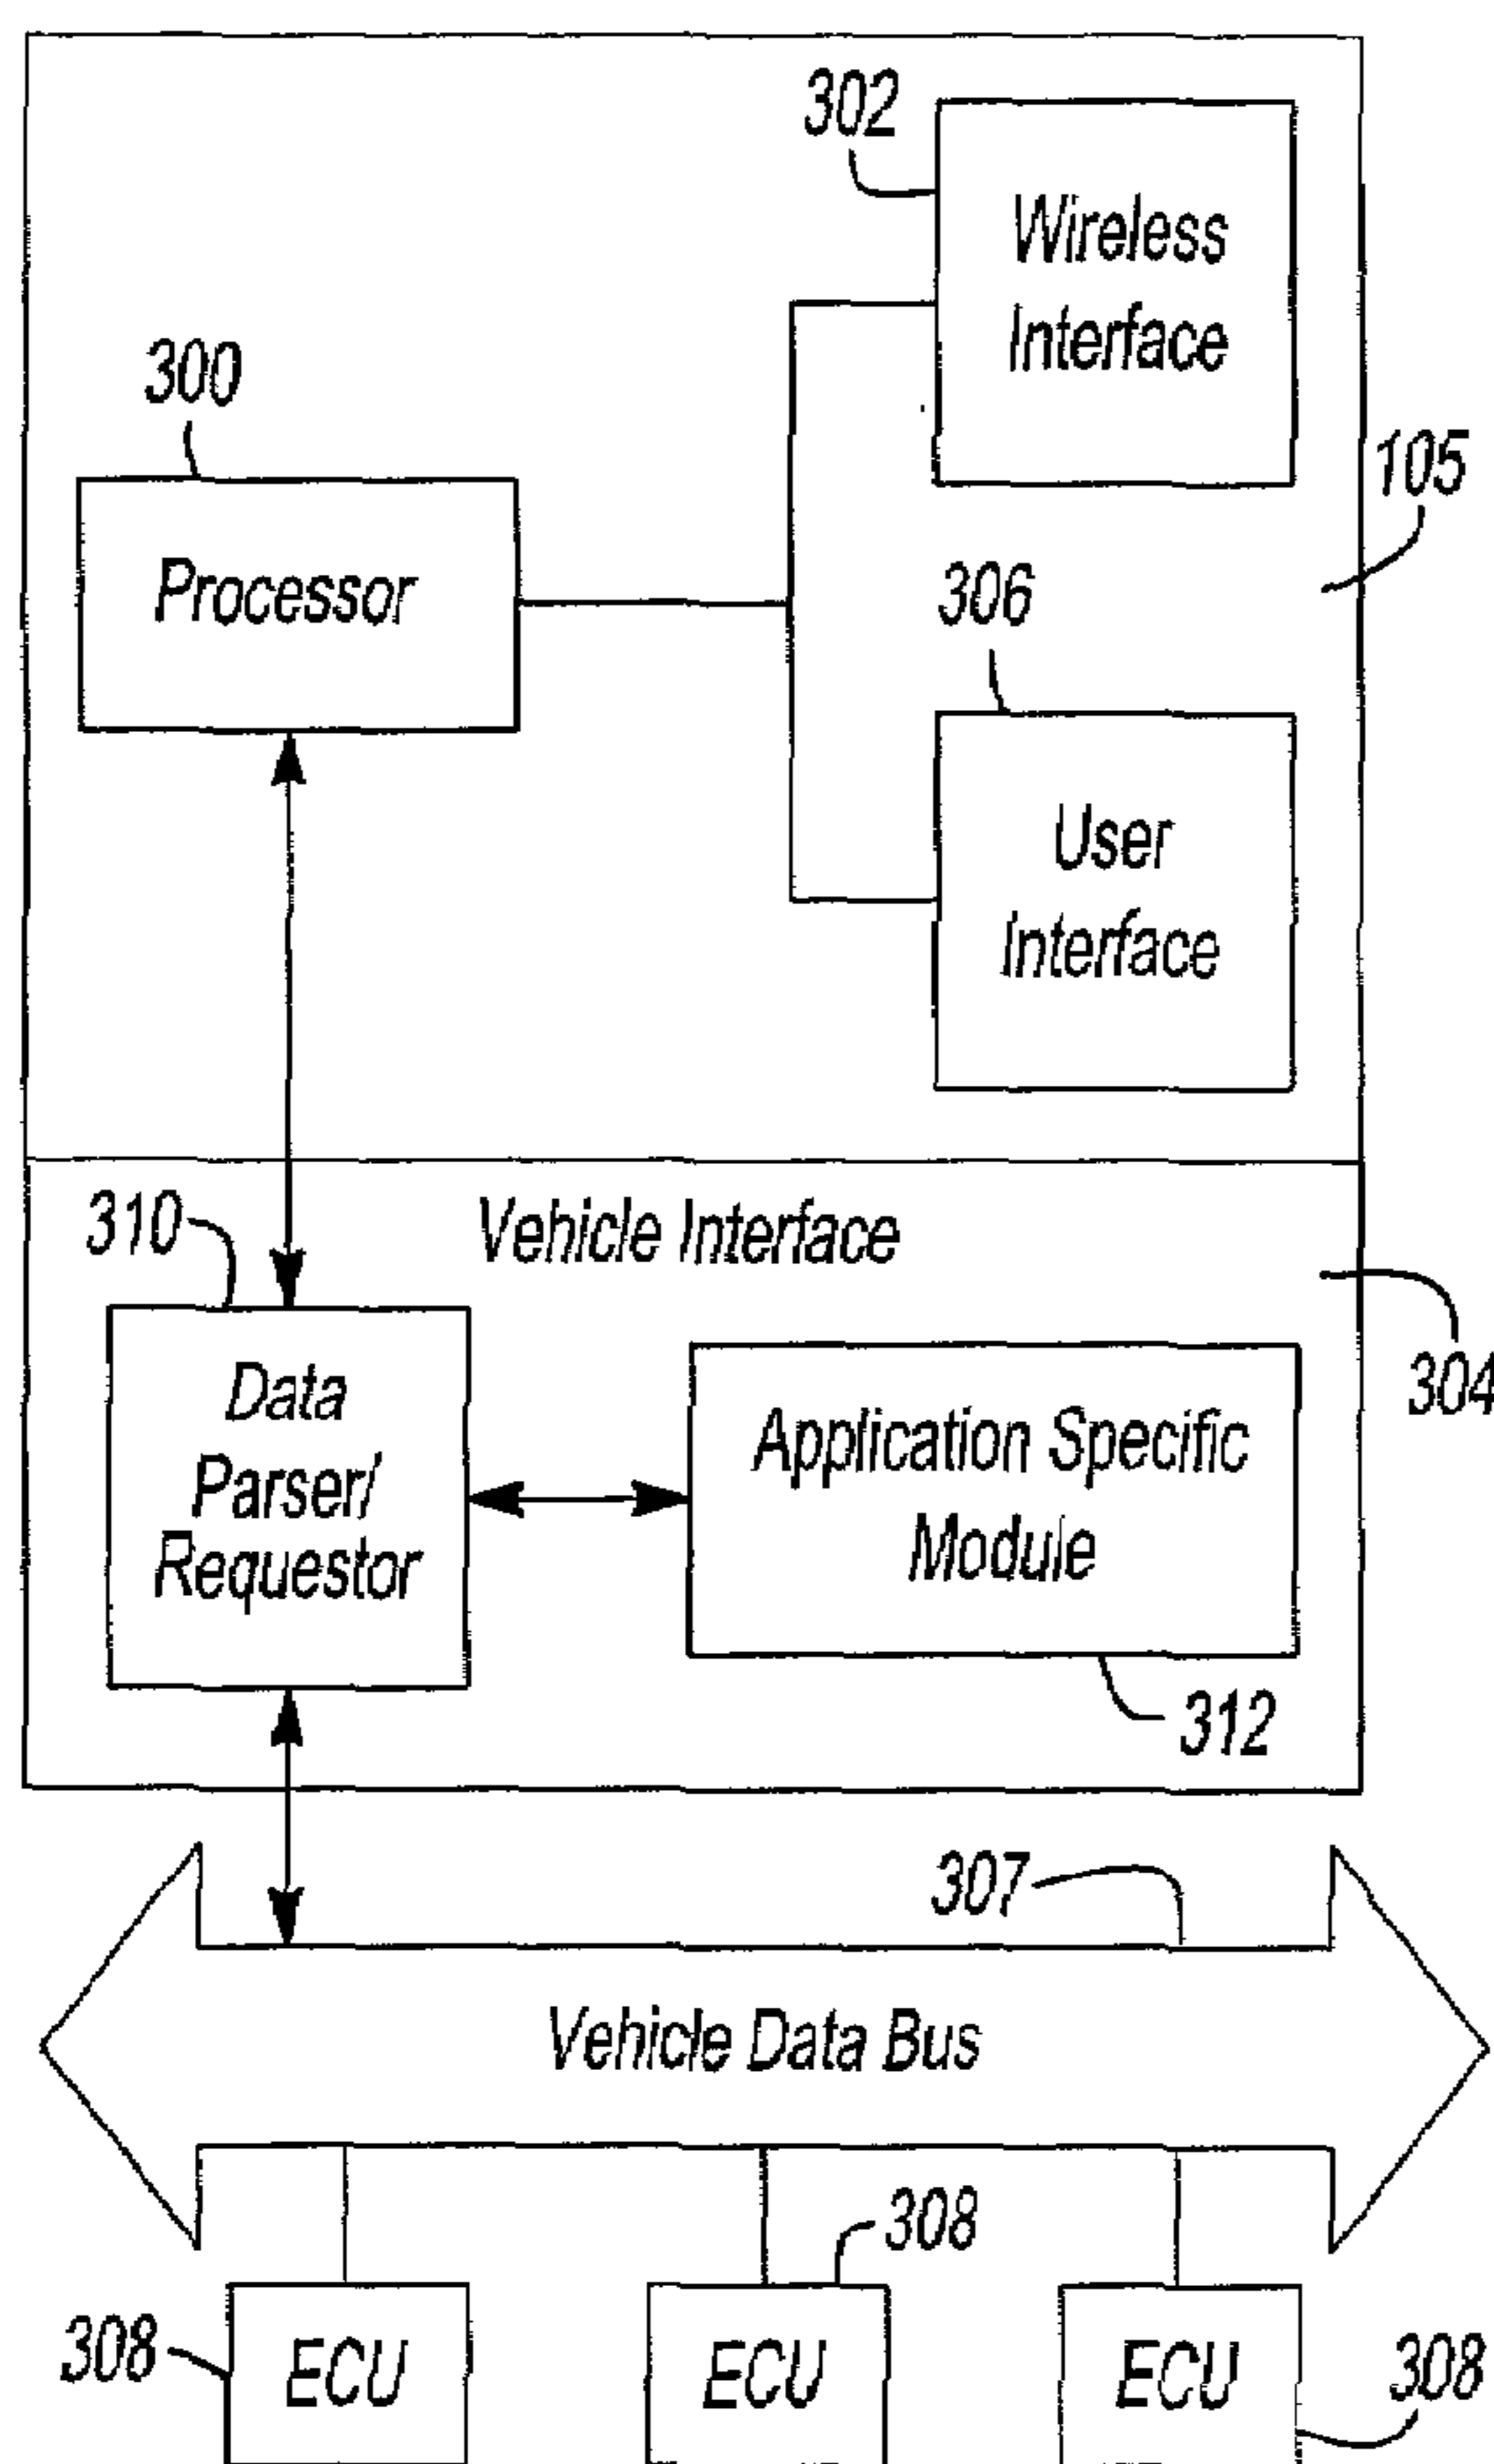 302
Wireless
Interface
300
105
Processor
306
User
Interface
310
Vehicle Interface
304
Data
Parser/
Requestor
Application Specific
Module
312
307
Vehicle Data Bus
308
308
ECU
ECU
ECU
308